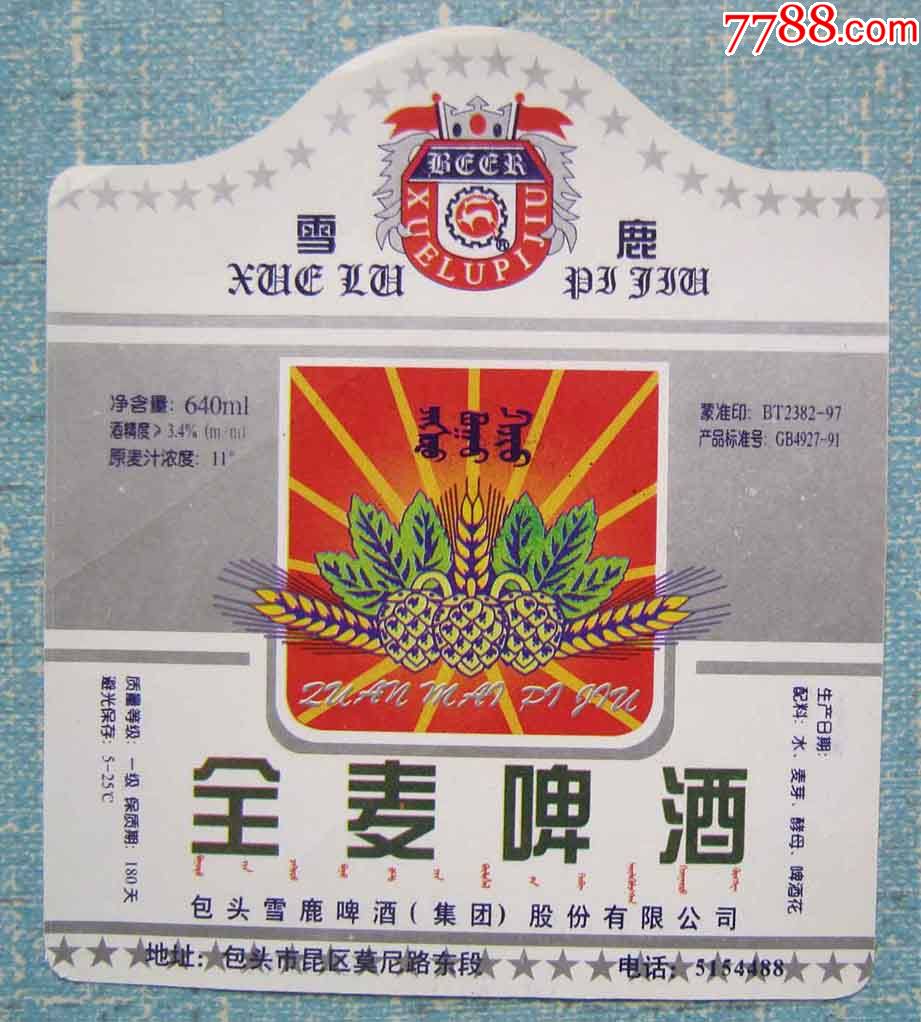 7788.com
BEER
XUELUPIJIU
®
雪 鹿
XUE LU PI JIU
净含量：640ml
酒精度≥3.4% (m/m)
原麦汁浓度：11°
蒙准印：BT2382-97
产品标准号：GB4927-91
QUAN MAI PI JIU
质量等级：一级 保质期：180天
避光保存：5-25℃
生产日期：
配料：水、麦芽、酵母、啤酒花
全麦啤酒
包头雪鹿啤酒(集团)股份有限公司
地址：包头市昆区莫尼路东段 电话：5154488